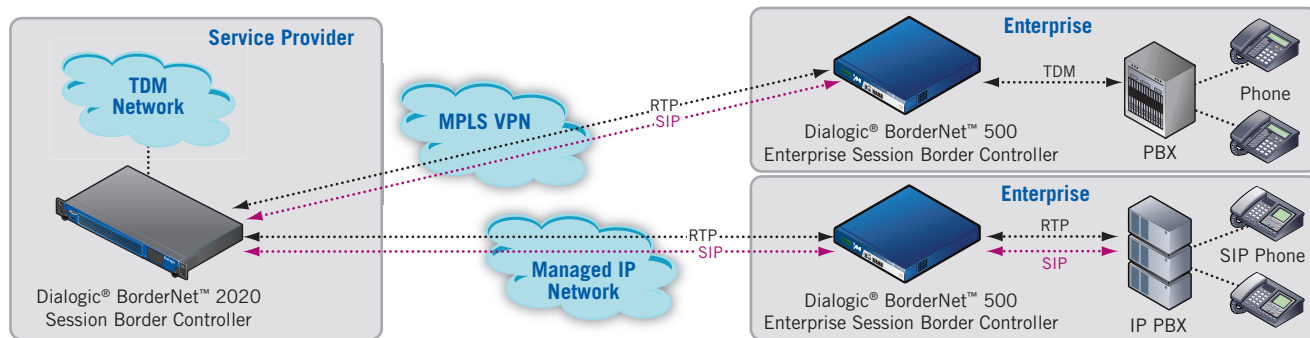 Service Provider
TDM
Network
Dialogic® BorderNet™ 2020
Session Border Controller
MPLS VPN
RTP
SIP
Managed IP
Network
RTP
SIP
Enterprise
Dialogic® BorderNet™ 500
Enterprise Session Border Controller
TDM
PBX
Phone
Enterprise
Dialogic® BorderNet™ 500
Enterprise Session Border Controller
RTP
SIP
IP PBX
SIP Phone